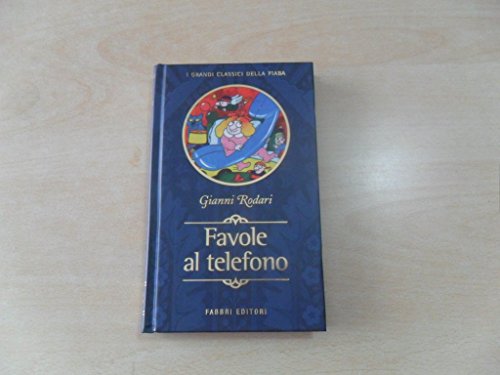 I GRANDI CLASSICI DELLA FIABA
Gianni Rodari
Favole
al telefono
FABBRI EDITORI